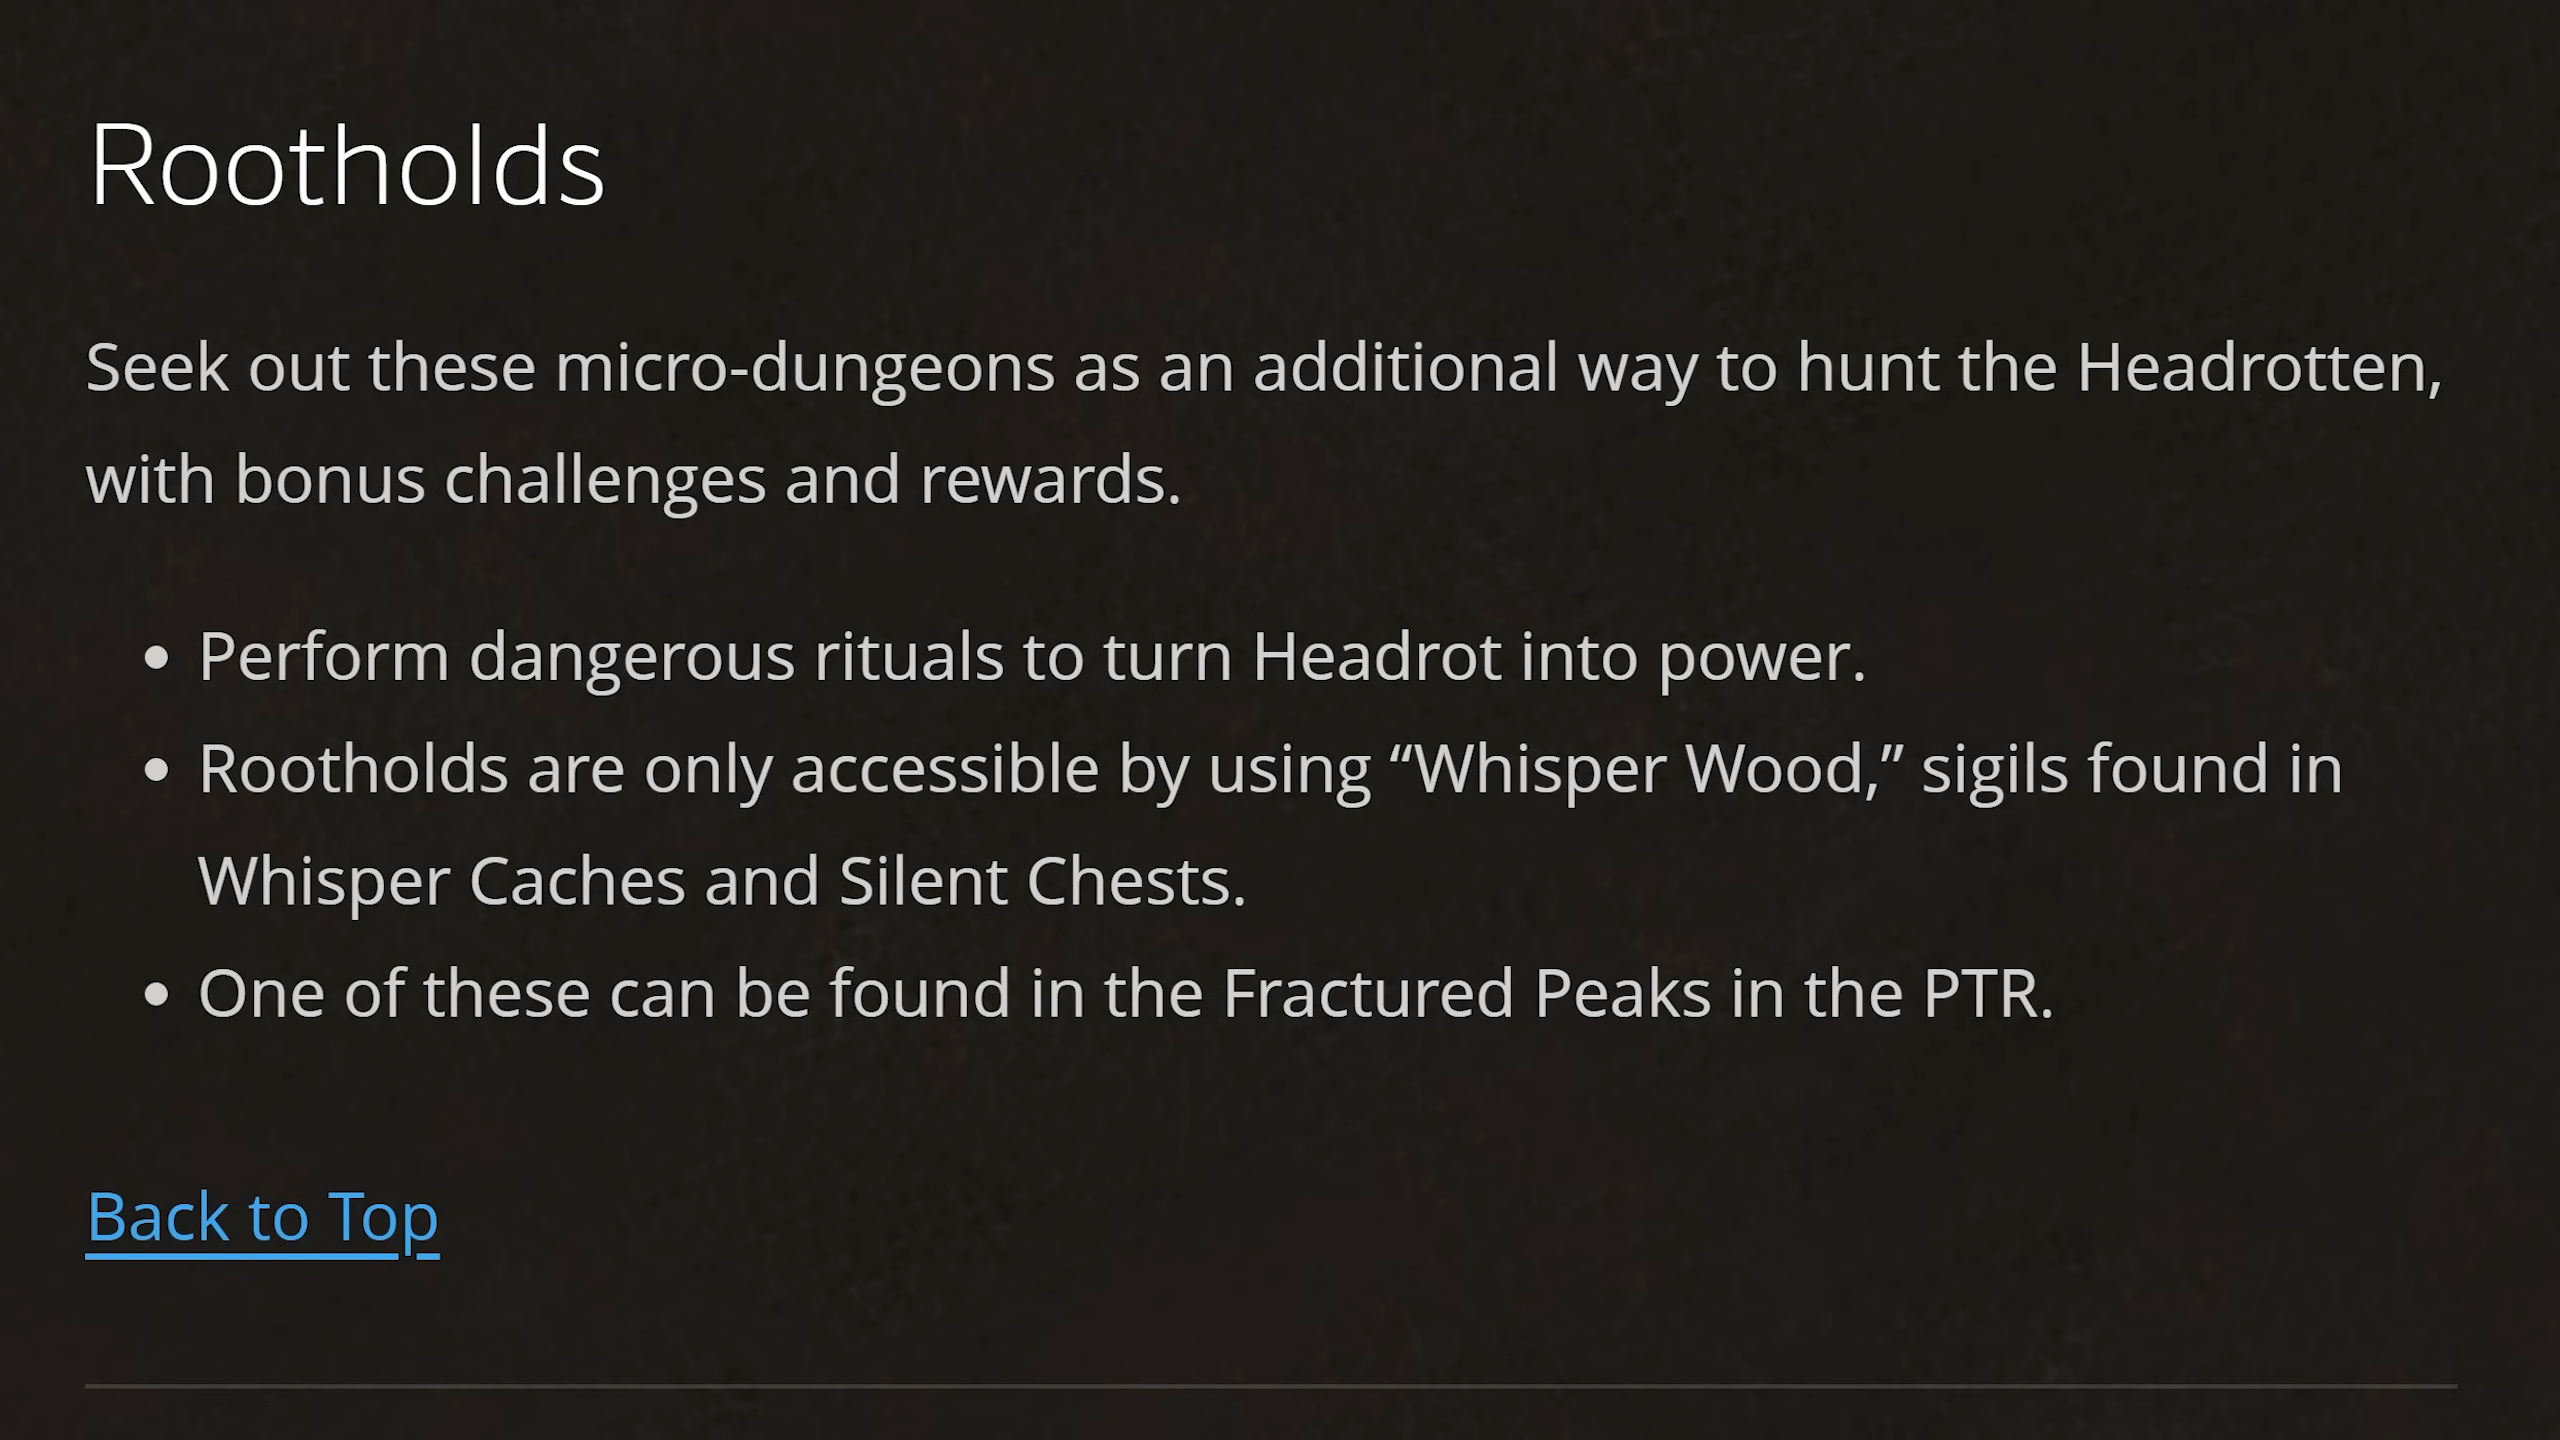 Rootholds
Seek out these micro-dungeons as an additional way to hunt the Headrotten,
with bonus challenges and rewards.
• Perform dangerous rituals to turn Headrot into power.
• Rootholds are only accessible by using “Whisper Wood,” sigils found in
Whisper Caches and Silent Chests.
• One of these can be found in the Fractured Peaks in the PTR.
Back to Top